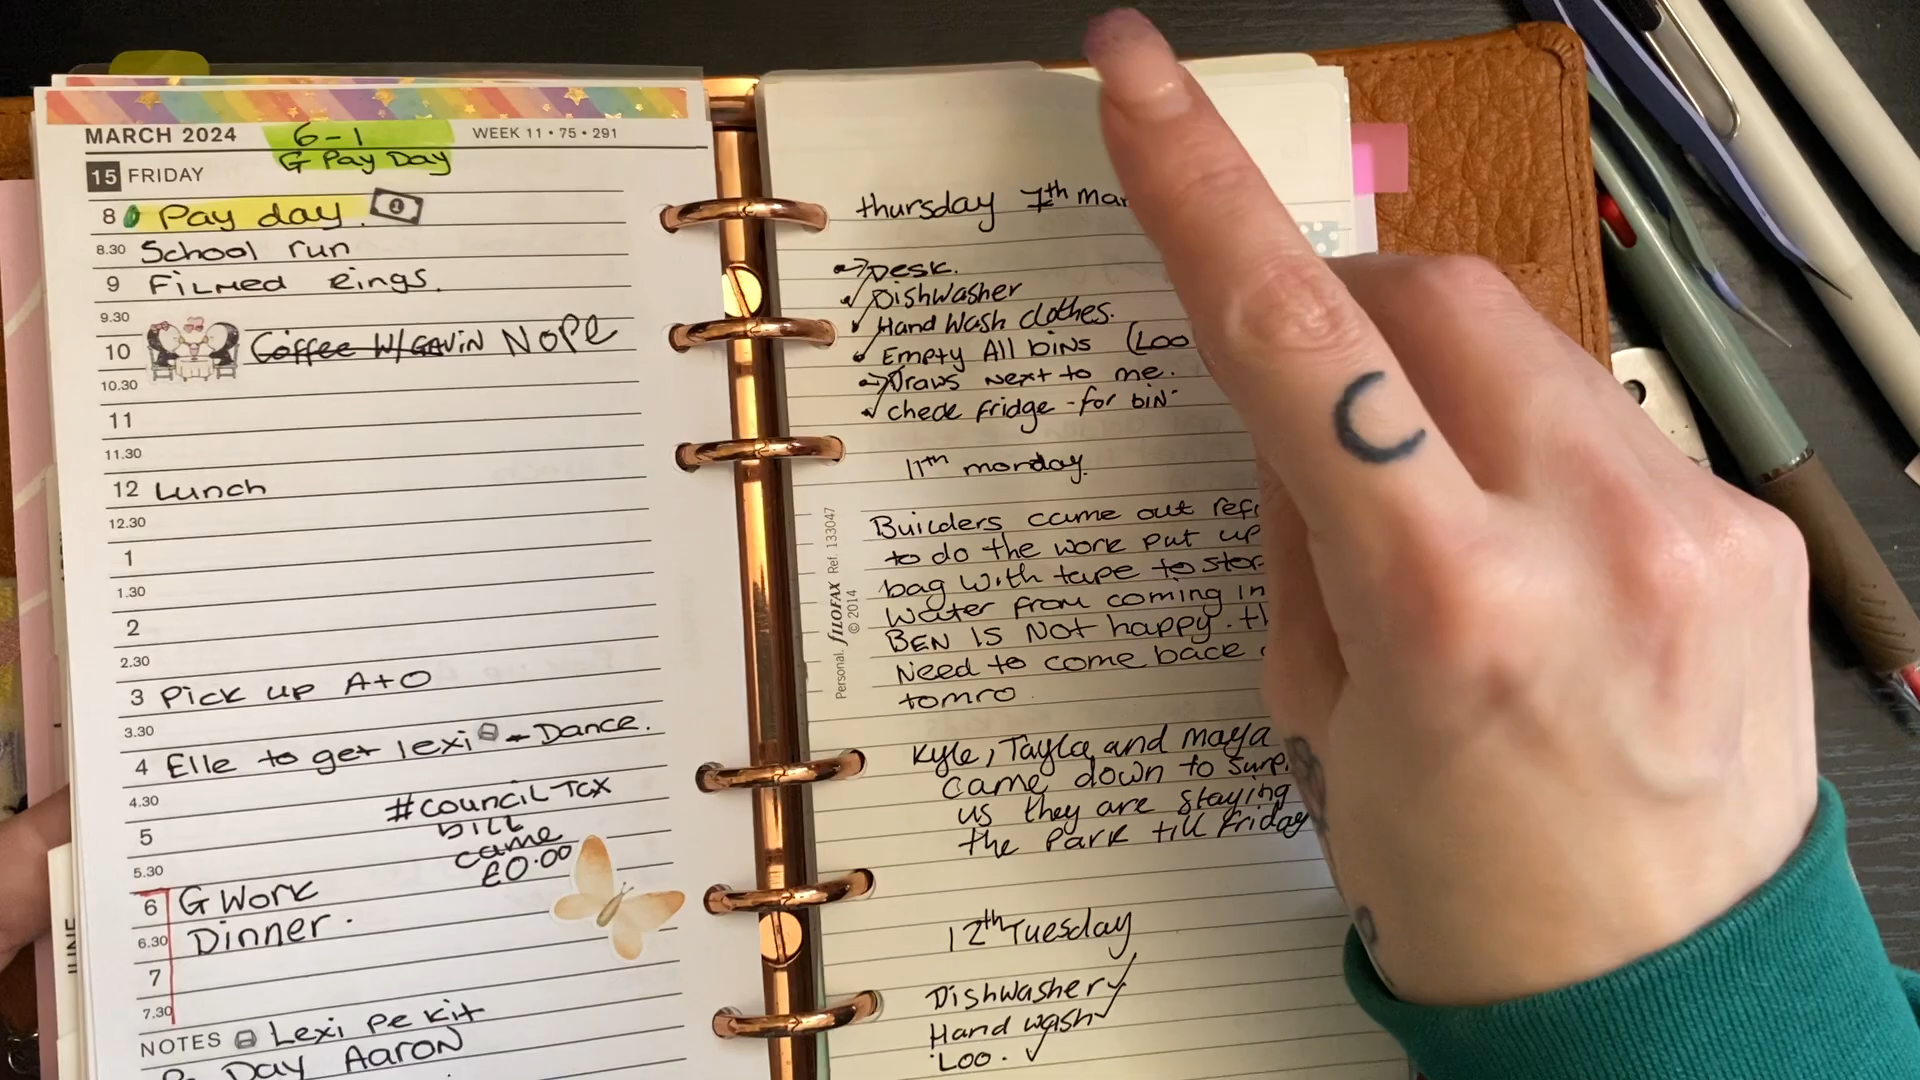 MARCH 2024
6-1
G Pay Day
WEEK 11 • 75 • 291
15 FRIDAY
8 Pay day.
8.30 School run
9 Filmed Rings.
9.30
10 Coffee W/GAVIN NOPE
10.30
11
11.30
12 Lunch
12.30
1
1.30
2
2.30
3 Pick up A+O
3.30
4 Elle to get lexi - Dance.
4.30
#council Tax
5
bill
came
£0.00
5.30
6 G Work
6.30 Dinner.
7
7.30
NOTES Lexi Pe Kit
Day Aaron
JUNE
thursday 7th Mar
Desk.
Dishwasher
Hand Wash clothes.
Empty All bins (Loo
Draws next to me.
check fridge - for bin
11th monday.
Builders came out
to do the work put up
bag with tape to
Water from coming in
BEN IS NOT happy.
Need to come back
tomro.
Kyle, Tayla, and maya
came down to
us they are staying
the Park till friday
12th Tuesday
Dishwasher
Hand wash
Loo.
Personal. FILOFAX Ref. 133047
© 2014